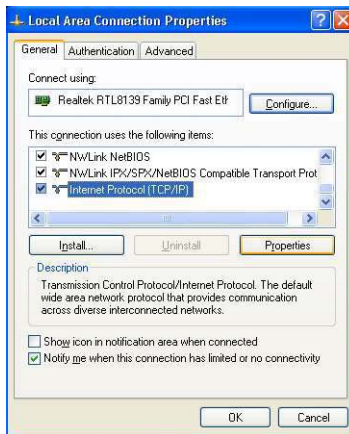 Local Area Connection Properties
General Authentication Advanced
Connect using:
Realtek RTL8139 Family PCI Fast Eth
Configure...
This connection uses the following items:
NWLink NetBIOS
NWLink IPX/SPX/NetBIOS Compatible Transport Prot
Internet Protocol (TCP/IP)
Install... Uninstall Properties
Description
Transmission Control Protocol/Internet Protocol. The default
wide area network protocol that provides communication
across diverse interconnected networks.
Show icon in notification area when connected
Notify me when this connection has limited or no connectivity
OK Cancel